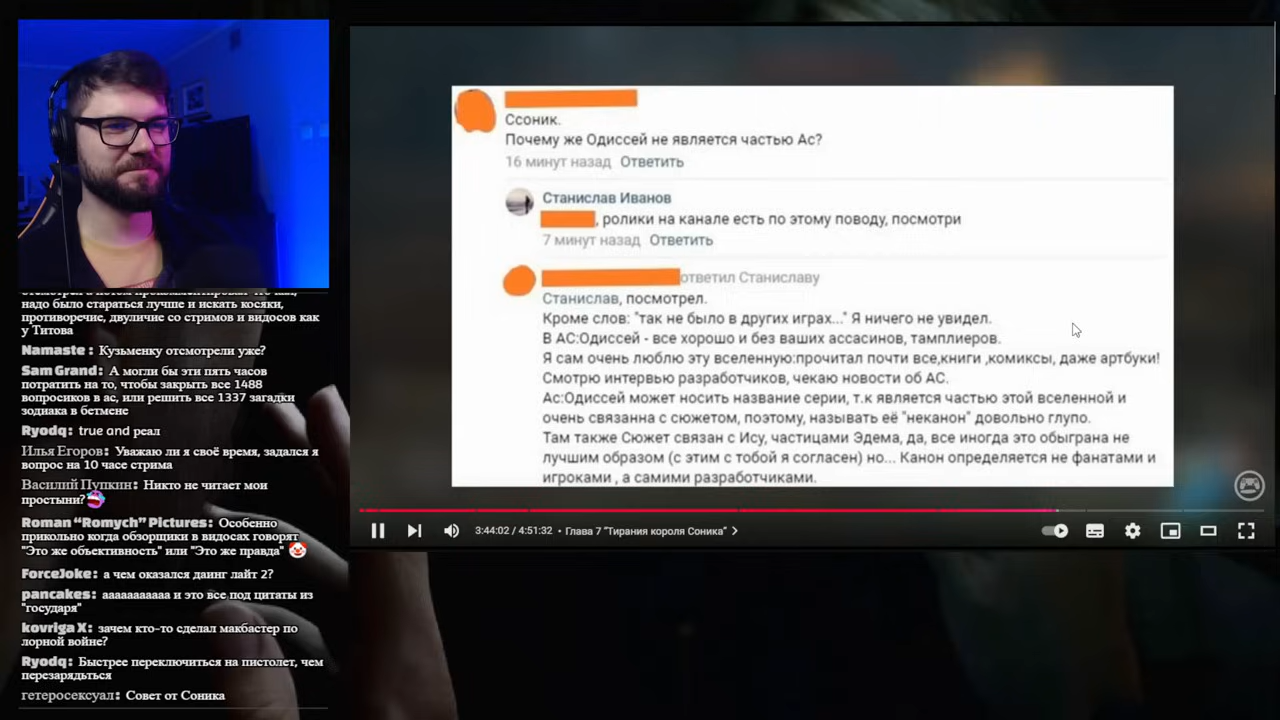 надо было стараться лучше и искать косяки,
противоречие, двуличие со стримов и видосов как
у Титова
Namaste : Кузьменку отсмотрели уже?
Sam Grand: А могли бы эти пять часов
потратить на то, чтобы закрыть все 1488
вопросиков в ас, или решить все 1337 загадки
зодиака в бетмене
Ryodq: true and реал
Илья Егоров: Уважаю ли я своё время, задался я
вопрос на 10 часе стрима
Василий Пупкин: Никто не читает мои
простыни?
Roman “Romych” Pictures: Особенно
прикольно когда обзорщики в видосах говорят
"Это же объективность" или "Это же правда"
ForceJoke: а чем оказался даинг лайт 2?
pancakes: аааааааааа и это все под цитаты из
"государя"
kovriga X: зачем кто-то сделал макбастер по
лорной войне?
Ryodq: Быстрее переключиться на пистолет, чем
перезарядьться
гетеросексуал: Совет от Соника
Ссоник.
Почему же Одиссей не является частью Ас?
16 минут назад Ответить
Станислав Иванов
, ролики на канале есть по этому поводу, посмотри
7 минут назад Ответить
ответил Станиславу
Станислав, посмотрел.
Кроме слов: "так не было в других играх..." Я ничего не увидел.
В АС:Одиссей - все хорошо и без ваших ассасинов, тамплиеров.
Я сам очень люблю эту вселенную:прочитал почти все,книги ,комиксы, даже артбуки!
Смотрю интервью разработчиков, чекаю новости об АС.
Ас:Одиссей может носить название серии, т.к является частью этой вселенной и
очень связанна с сюжетом, поэтому, называть её "неканон" довольно глупо.
Там также Сюжет связан с Ису, частицами Эдема, да, все иногда это обыграна не
лучшим образом (с этим с тобой я согласен) но... Канон определяется не фанатами и
игроками , а самими разработчиками.
3:44:02 / 4:51:32 • Глава 7 “Тирания короля Соника” >